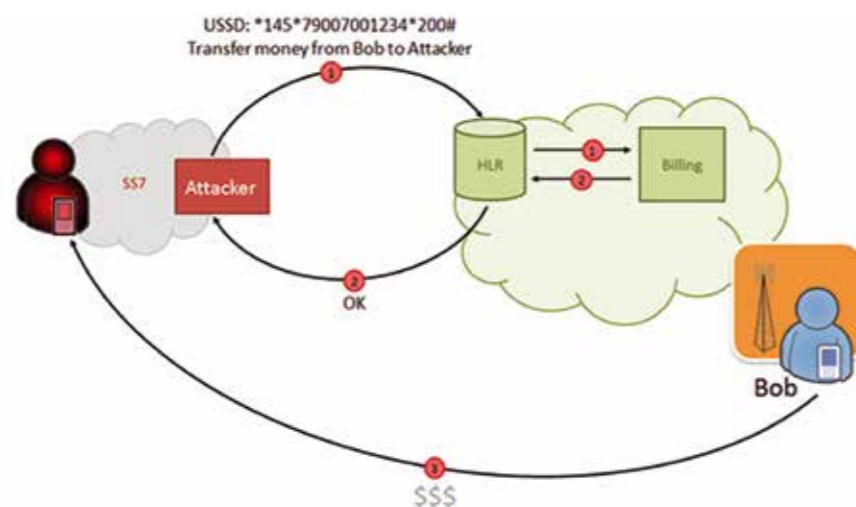 USSD: *145*79007001234*200#
Transfer money from Bob to Attacker
1
SS7
Attacker
HLR
1
2
Billing
2
OK
Bob
3
$$$